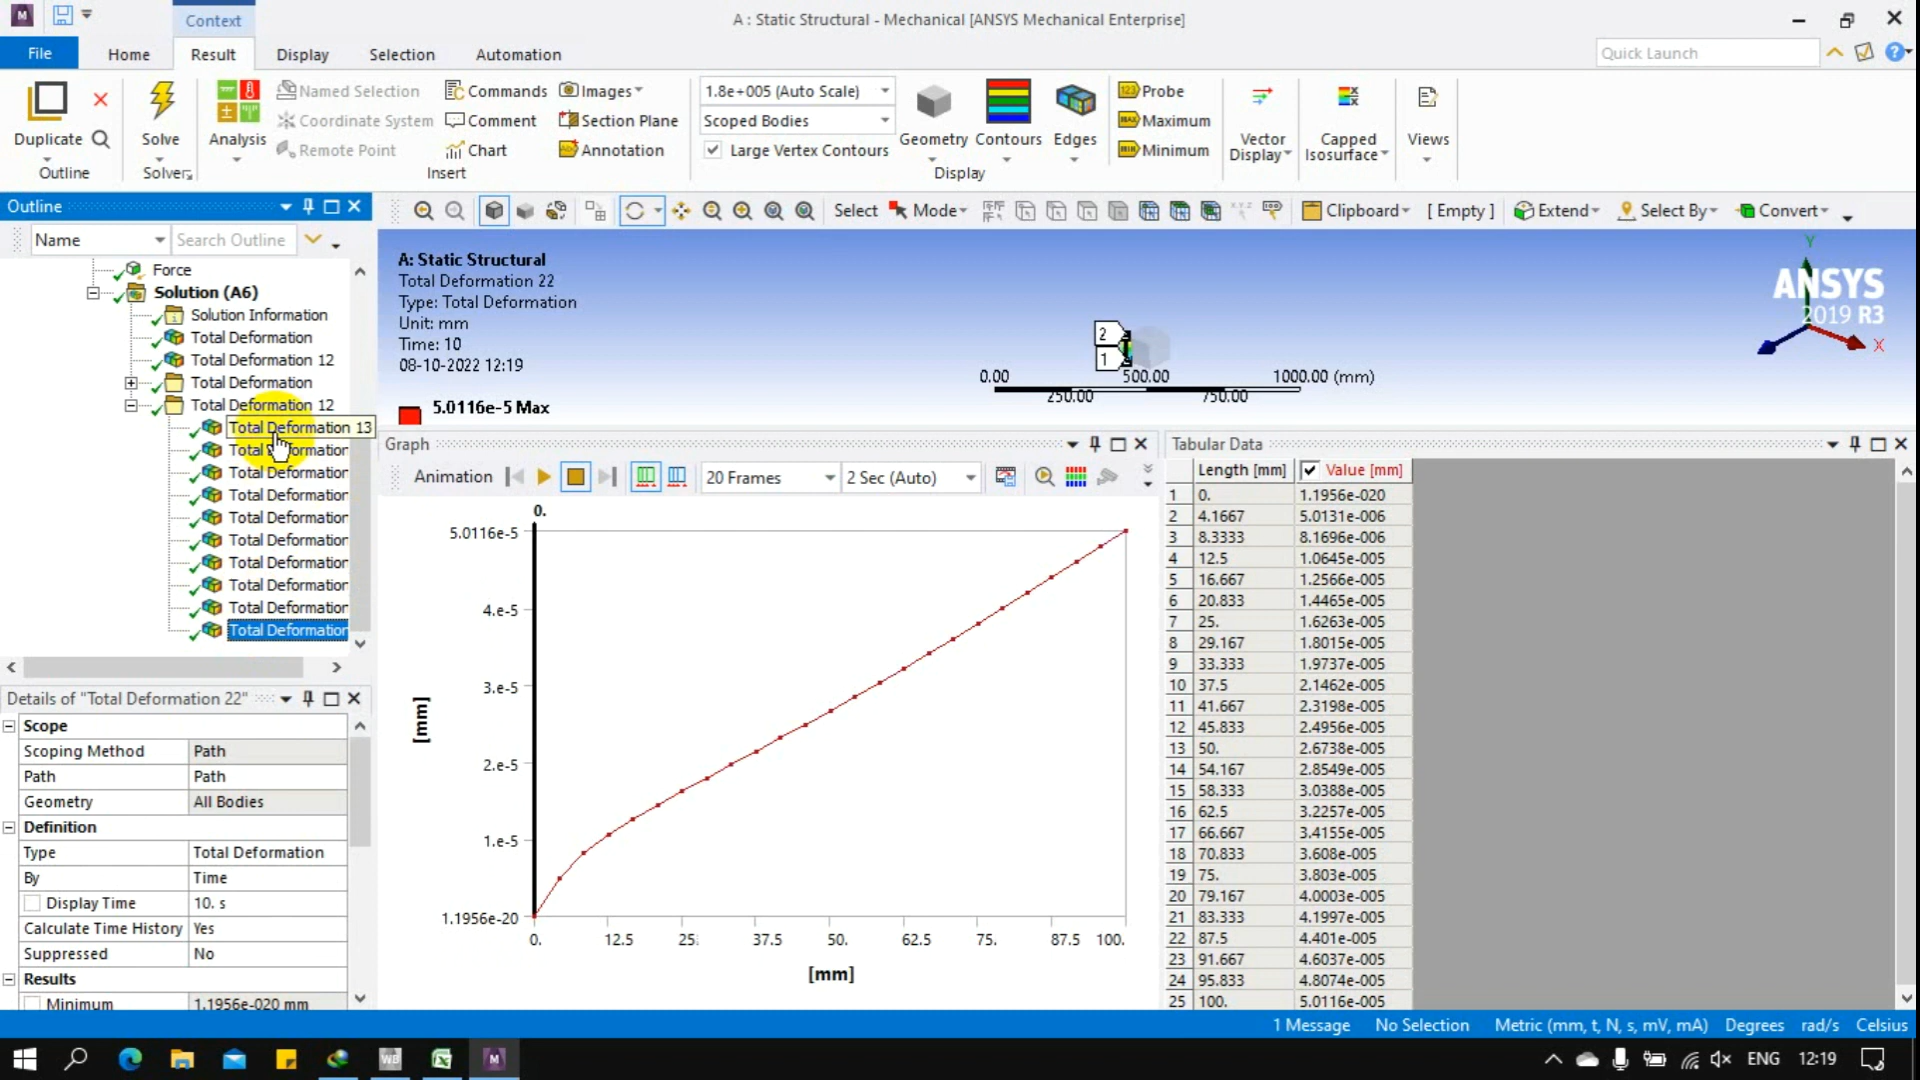 Context
A : Static Structural - Mechanical [ANSYS Mechanical Enterprise]
File
Home
Result
Display
Selection
Automation
Quick Launch
Duplicate
Outline
Solve
Solver
Analysis
Named Selection
Coordinate System
Remote Point
Commands
Comment
Chart
Images
Section Plane
Annotation
Insert
1.8e+005 (Auto Scale)
Scoped Bodies
Large Vertex Contours
Geometry
Contours
Edges
Display
Probe
Maximum
Minimum
Vector
Display
Capped
Isosurface
Views
Outline
Name
Search Outline
Select
Mode
Clipboard
[ Empty ]
Extend
Select By
Convert
Force
Solution (A6)
Solution Information
Total Deformation
Total Deformation 12
Total Deformation
Total Deformation 12
Total Deformation 13
Total Deformation
Total Deformation
Total Deformation
Total Deformation
Total Deformation
Total Deformation
Total Deformation
Total Deformation
Total Deformation
A: Static Structural
Total Deformation 22
Type: Total Deformation
Unit: mm
Time: 10
08-10-2022 12:19
5.0116e-5 Max
2
1
0.00
500.00
1000.00 (mm)
250.00
750.00
ANSYS
2019 R3
Y
X
Details of "Total Deformation 22"
Scope
Scoping Method Path
Path Path
Geometry All Bodies
Definition
Type Total Deformation
By Time
Display Time 10. s
Calculate Time History Yes
Suppressed No
Results
Minimum 1.1956e-020 mm
Graph
Animation
20 Frames
2 Sec (Auto)
0.
5.0116e-5
4.e-5
3.e-5
2.e-5
1.e-5
1.1956e-20
[mm]
0. 12.5 25. 37.5 50. 62.5 75. 87.5 100.
[mm]
Tabular Data
Length [mm] Value [mm]
1 0. 1.1956e-020
2 4.1667 5.0131e-006
3 8.3333 8.1696e-006
4 12.5 1.0645e-005
5 16.667 1.2566e-005
6 20.833 1.4465e-005
7 25. 1.6263e-005
8 29.167 1.8015e-005
9 33.333 1.9737e-005
10 37.5 2.1462e-005
11 41.667 2.3198e-005
12 45.833 2.4956e-005
13 50. 2.6738e-005
14 54.167 2.8549e-005
15 58.333 3.0388e-005
16 62.5 3.2257e-005
17 66.667 3.4155e-005
18 70.833 3.608e-005
19 75. 3.803e-005
20 79.167 4.0003e-005
21 83.333 4.1997e-005
22 87.5 4.401e-005
23 91.667 4.6037e-005
24 95.833 4.8074e-005
25 100. 5.0116e-005
1 Message
No Selection
Metric (mm, t, N, s, mV, mA)
Degrees
rad/s
Celsius
ENG
12:19